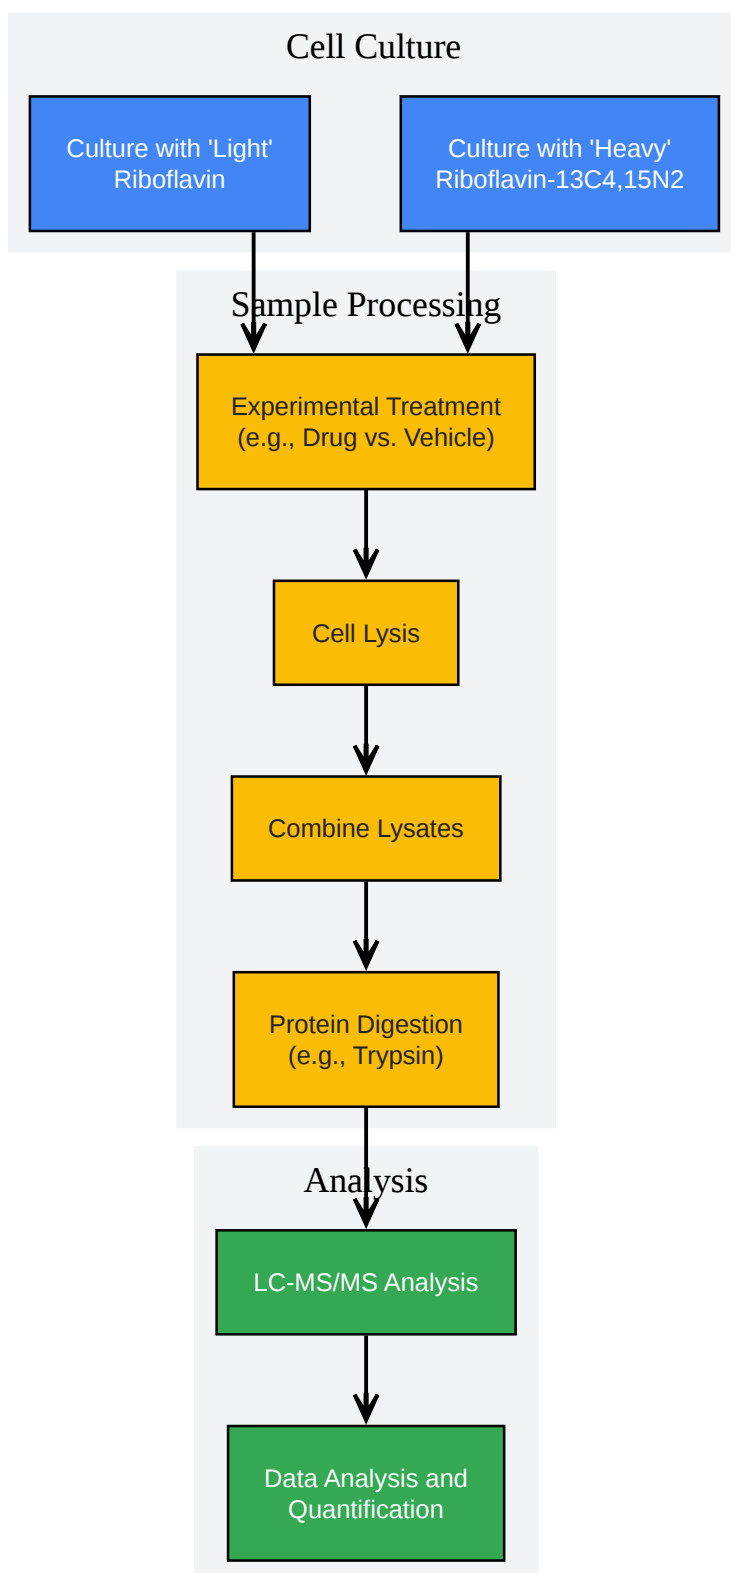 Cell Culture
Culture with 'Light'
Riboflavin
Culture with 'Heavy'
Riboflavin-13C4,15N2
Sample Processing
Experimental Treatment
(e.g., Drug vs. Vehicle)
Cell Lysis
Combine Lysates
Protein Digestion
(e.g., Trypsin)
Analysis
LC-MS/MS Analysis
Data Analysis and
Quantification